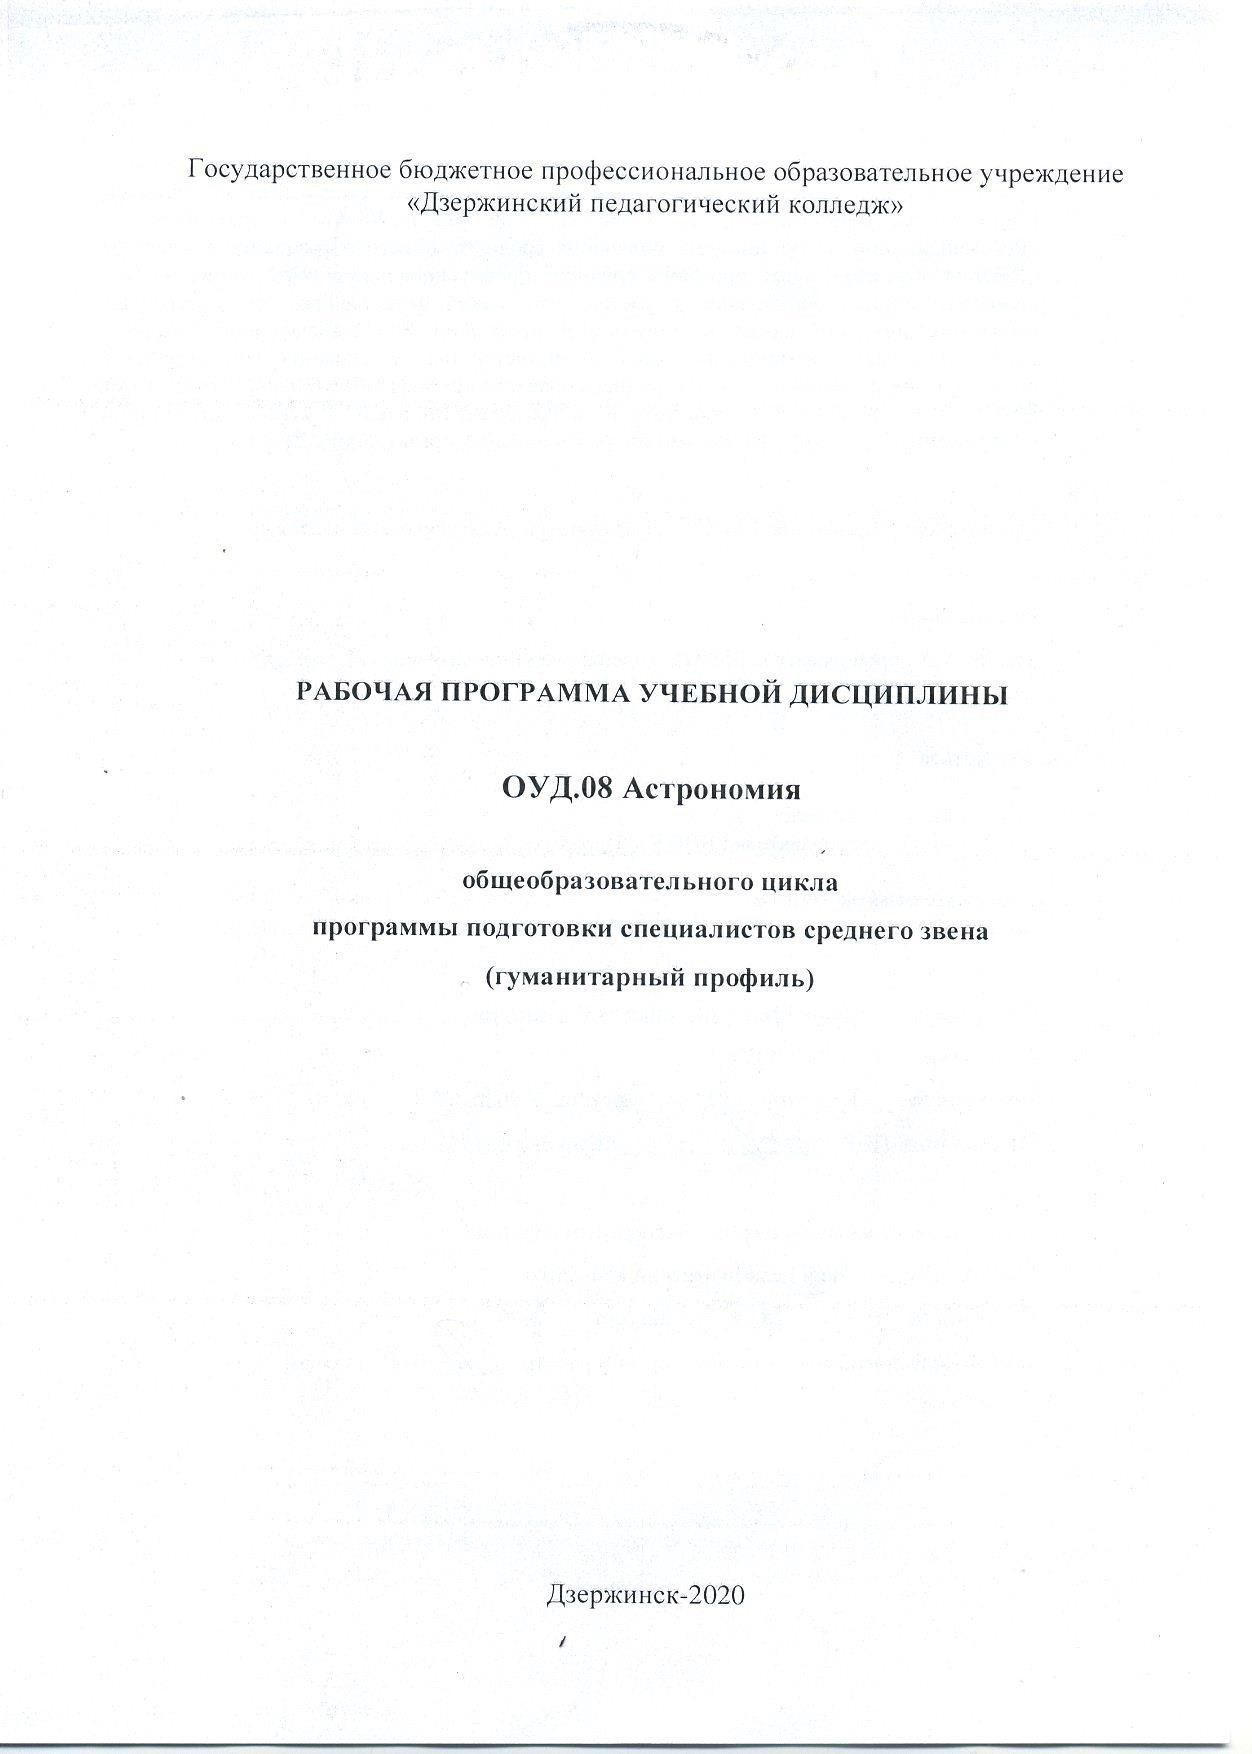 Государственное бюджетное профессиональное образовательное учреждение
«Дзержинский педагогический колледж»
РАБОЧАЯ ПРОГРАММА УЧЕБНОЙ ДИСЦИПЛИНЫ
ОУД.08 Астрономия
общеобразовательного цикла
программы подготовки специалистов среднего звена
(гуманитарный профиль)
Дзержинск-2020